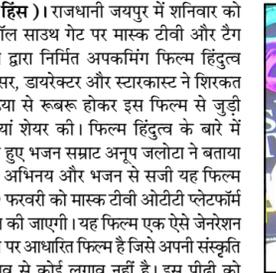 हिंस )। राजधानी जयपुर में शनिवार को
ॉल साउथ गेट पर मास्क टीवी और टैग
द्वारा निर्मित अपकमिंग फिल्म हिंदुत्व
सर, डायरेक्टर और स्टारकास्ट ने शिरकत
या से रूबरू होकर इस फिल्म से जुड़ी
यां शेयर की। फिल्म हिंदुत्व के बारे में
हुए भजन सम्राट अनूप जलोटा ने बताया
अभिनय और भजन से सजी यह फिल्म
फरवरी को मास्क टीवी ओटीटी प्लेटफॉर्म
की जाएगी। यह फिल्म एक ऐसे जेनरेशन
पर आधारित फिल्म है जिसे अपनी संस्कृति
से कोई लगाव नहीं है। इस पीढ़ी को